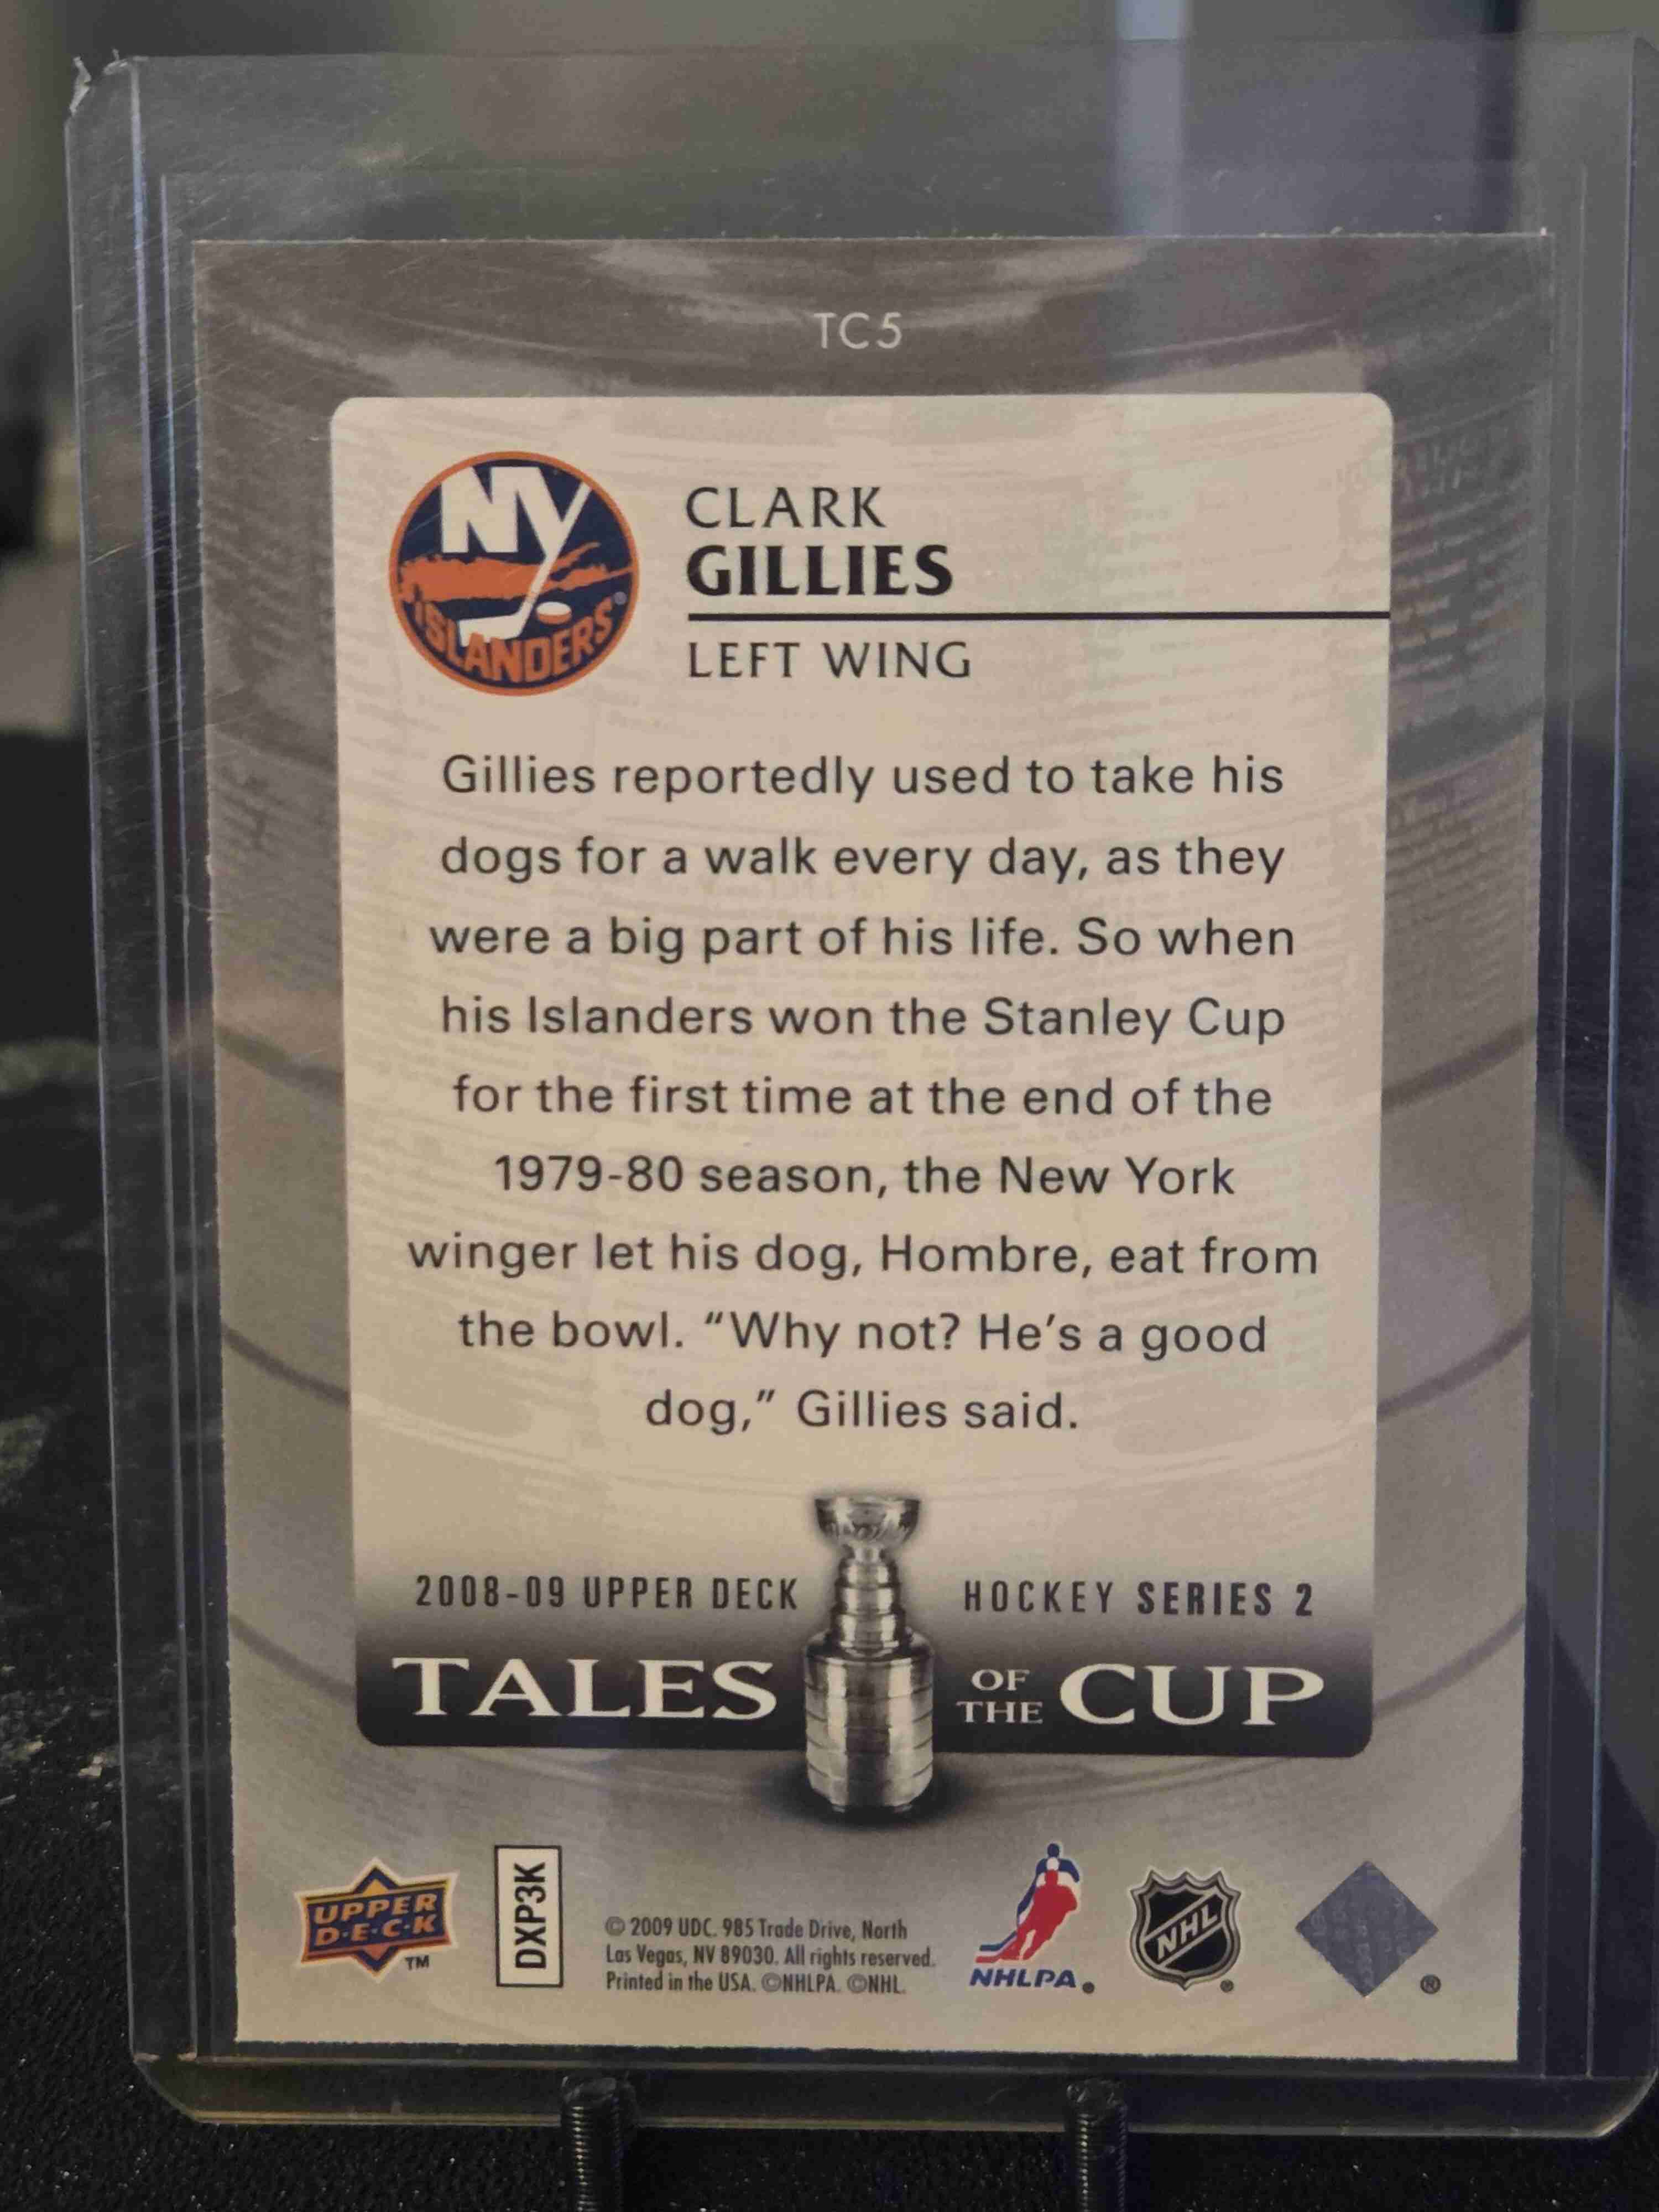 TC5
NY
ISLANDERS
CLARK
GILLIES
LEFT WING
Gillies reportedly used to take his
dogs for a walk every day, as they
were a big part of his life. So when
his Islanders won the Stanley Cup
for the first time at the end of the
1979-80 season, the New York
winger let his dog, Hombre, eat from
the bowl. “Why not? He’s a good
dog,” Gillies said.
2008-09 UPPER DECK HOCKEY SERIES 2
TALES OF THE CUP
UPPER
D·E·C·K
TM
DXP3K
© 2009 UDC. 985 Trade Drive, North
Las Vegas, NV 89030. All rights reserved.
Printed in the USA. ©NHLPA. ©NHL.
NHLPA®
NHL®
®